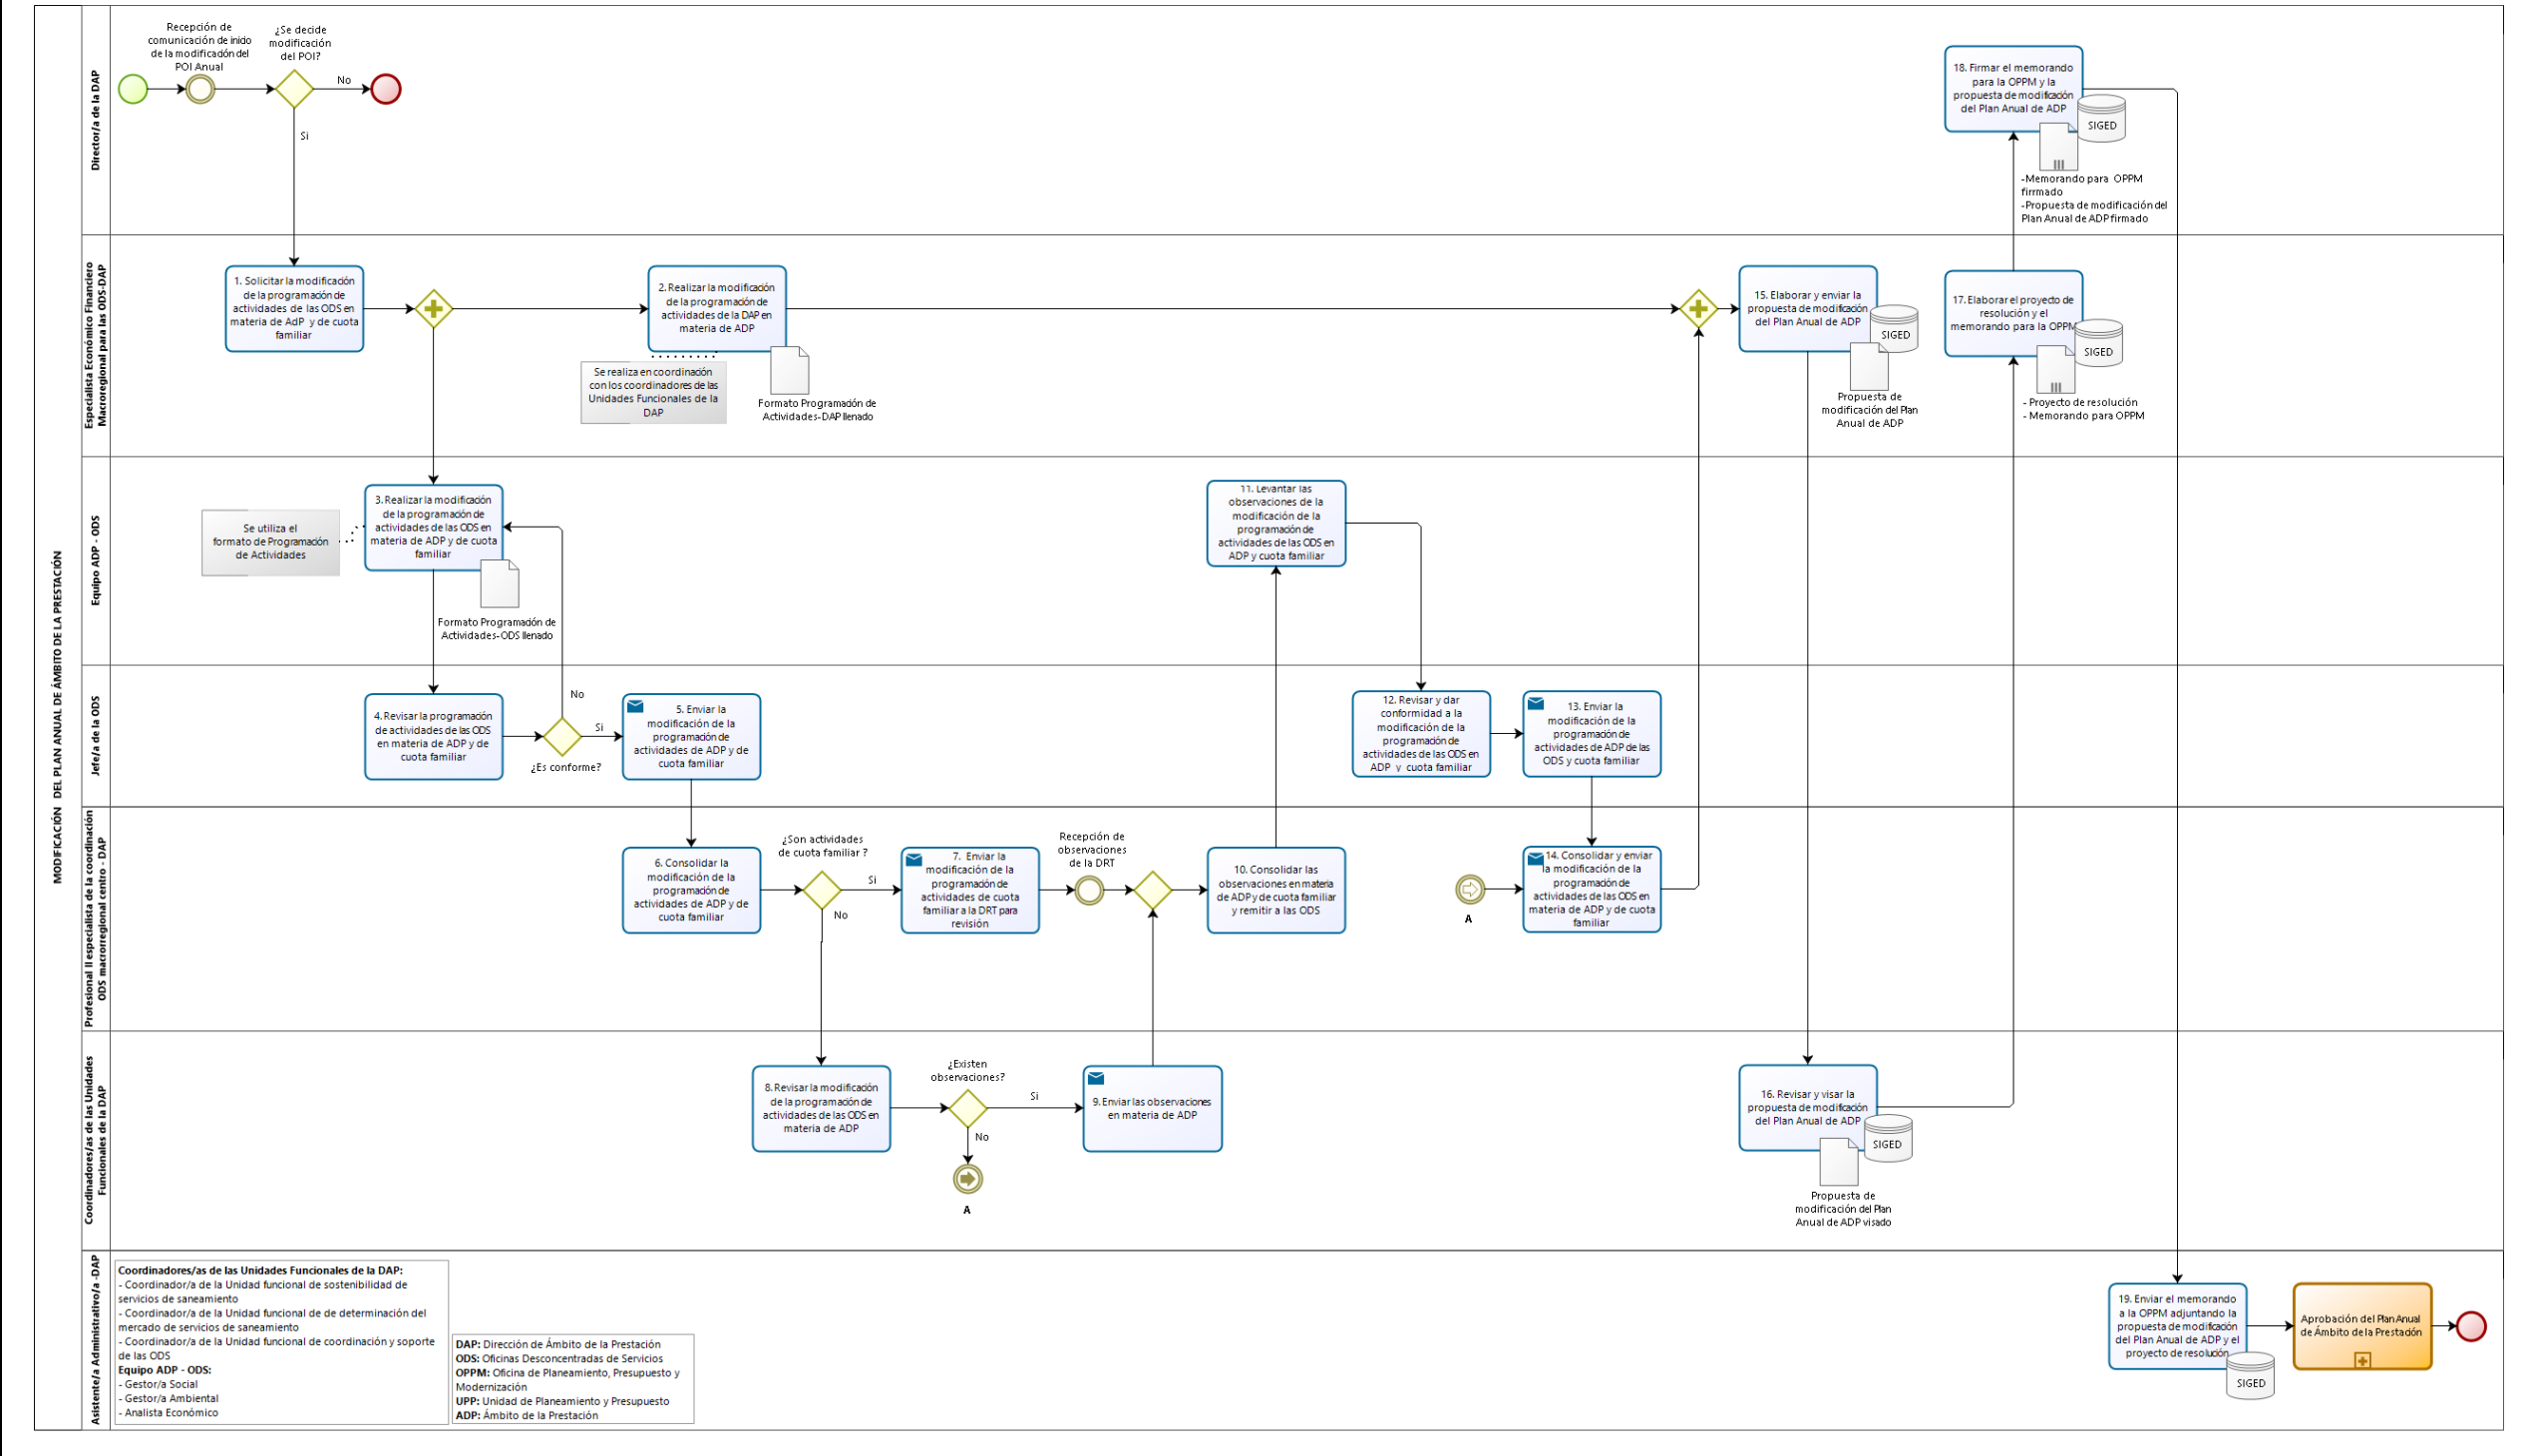 MODIFICACIÓN DEL PLAN ANUAL DE ÁMBITO DE LA PRESTACIÓN
Director/a de la DAP
Recepción de
comunicación de inicio
de la modificación del
POI Anual
¿Se decide
modificación
del POI?
No
Si
18. Firmar el memorando
para la OPPM y la
propuesta de modificación
del Plan Anual de ADP
SIGED
-Memorando para OPPM
firrmado
-Propuesta de modificación del
Plan Anual de ADP firmado
Especialista Económico Financiero
Macrorregional para las ODS-DAP
1. Solicitar la modificación
de la programación de
actividades de las ODS en
materia de AdP y de cuota
familiar
2. Realizar la modificación
de la programación de
actividades de la DAP en
materia de ADP
Se realiza en coordinación
con los coordinadores de las
Unidades Funcionales de la
DAP
Formato Programación de
Actividades-DAP llenado
15. Elaborar y enviar la
propuesta de modificación
del Plan Anual de ADP
SIGED
Propuesta de
modificación del Plan
Anual de ADP
17. Elaborar el proyecto de
resolución y el
memorando para la OPPM
SIGED
- Proyecto de resolución
- Memorando para OPPM
Equipo ADP - ODS
Se utiliza el
formato de Programación
de Actividades
3. Realizar la modificación
de la programación de
actividades de las ODS en
materia de ADP y de cuota
familiar
Formato Programación de
Actividades-ODS llenado
11. Levantar las
observaciones de la
modificación de la
programación de
actividades de las ODS en
ADP y cuota familiar
Jefe/a de la ODS
4. Revisar la programación
de actividades de las ODS
en materia de ADP y de
cuota familiar
No
Si
¿Es conforme?
5. Enviar la
modificación de la
programación de
actividades de ADP y de
cuota familiar
12. Revisar y dar
conformidad a la
modificación de la
programación de
actividades de las ODS en
ADP y cuota familiar
13. Enviar la
modificación de la
programación de
actividades de ADP de las
ODS y cuota familiar
Profesional II especialista de la coordinación
ODS macrorregional centro - DAP
6. Consolidar la
modificación de la
programación de
actividades de ADP y de
cuota familiar
¿Son actividades
de cuota familiar ?
Si
No
7. Enviar la
modificación de la
programación de
actividades de cuota
familiar a la DRT para
revisión
Recepción de
observaciones
de la DRT
10. Consolidar las
observaciones en materia
de ADP y de cuota familiar
y remitir a las ODS
A
14. Consolidar y enviar
la modificación de la
programación de
actividades de las ODS en
materia de ADP y de cuota
familiar
Coordinadores/as de las Unidades
Funcionales de la DAP
8. Revisar la modificación
de la programación de
actividades de las ODS en
materia de ADP
¿Existen
observaciones?
Si
No
A
9. Enviar las observaciones
en materia de ADP
16. Revisar y visar la
propuesta de modificación
del Plan Anual de ADP
SIGED
Propuesta de
modificación del Plan
Anual de ADP visado
Asistente/a Administrativo/a -DAP
Coordinadores/as de las Unidades Funcionales de la DAP:
- Coordinador/a de la Unidad funcional de sostenibilidad de
servicios de saneamiento
- Coordinador/a de la Unidad funcional de de determinación del
mercado de servicios de saneamiento
- Coordinador/a de la Unidad funcional de coordinación y soporte
de las ODS
Equipo ADP - ODS:
- Gestor/a Social
- Gestor/a Ambiental
- Analista Económico
DAP: Dirección de Ámbito de la Prestación
ODS: Oficinas Desconcentradas de Servicios
OPPM: Oficina de Planeamiento, Presupuesto y
Modernización
UPP: Unidad de Planeamiento y Presupuesto
ADP: Ámbito de la Prestación
19. Enviar el memorando
a la OPPM adjuntando la
propuesta de modificación
del Plan Anual de ADP y el
proyecto de resolución
SIGED
Aprobación del Plan Anual
de Ámbito de la Prestación